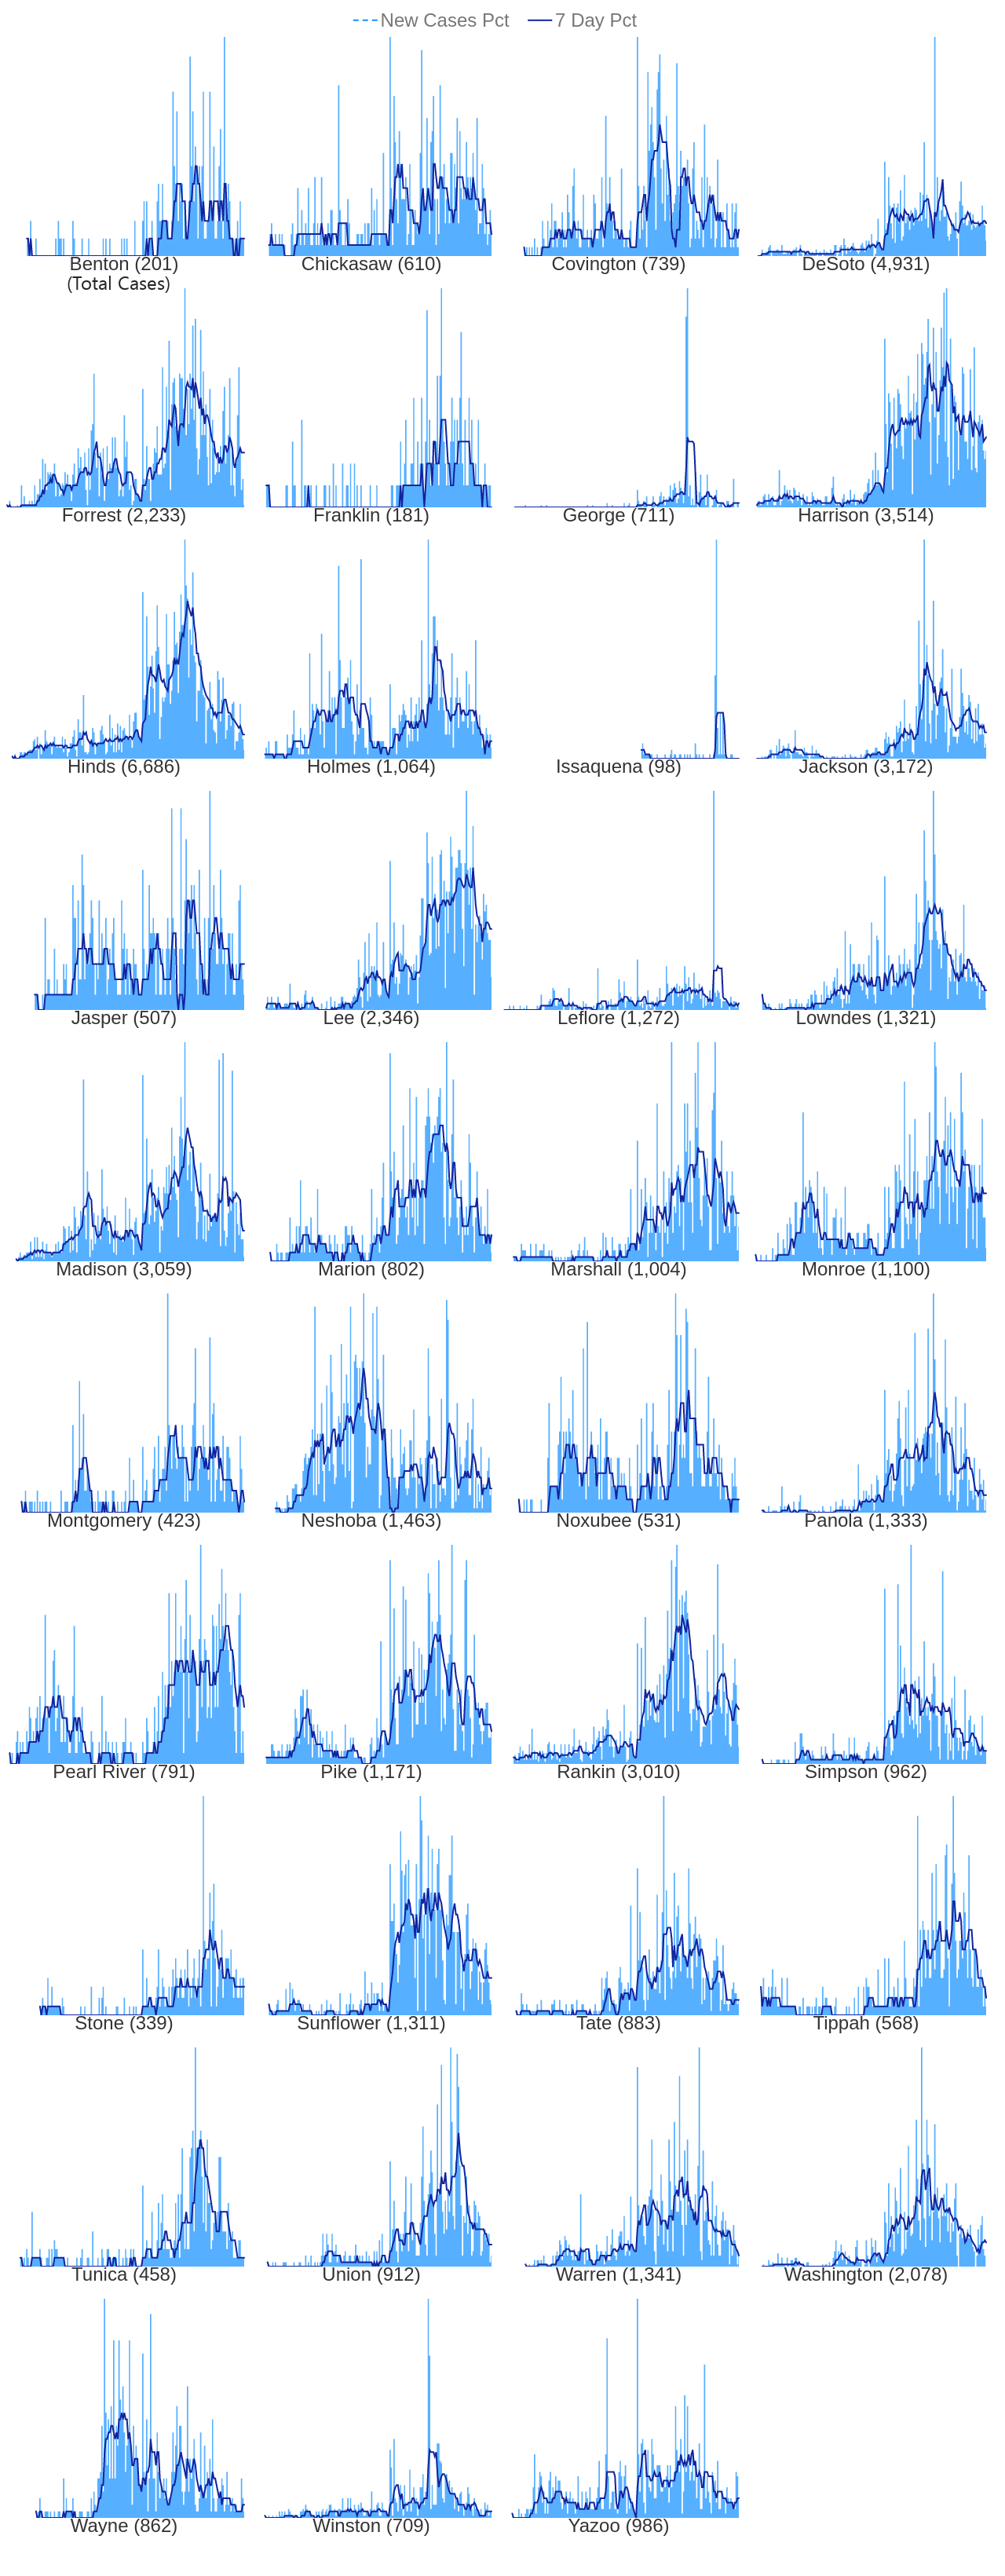 New Cases Pct 7 Day Pct
Benton (201) Chickasaw (610) Covington (739) DeSoto (4,931)
(Total Cases)
Forrest (2,233) Franklin (181) George (711) Harrison (3,514)
Hinds (6,686) Holmes (1,064) Issaquena (98) Jackson (3,172)
Jasper (507) Lee (2,346) Leflore (1,272) Lowndes (1,321)
Madison (3,059) Marion (802) Marshall (1,004) Monroe (1,100)
Montgomery (423) Neshoba (1,463) Noxubee (531) Panola (1,333)
Pearl River (791) Pike (1,171) Rankin (3,010) Simpson (962)
Stone (339) Sunflower (1,311) Tate (883) Tippah (568)
Tunica (458) Union (912) Warren (1,341) Washington (2,078)
Wayne (862) Winston (709) Yazoo (986)